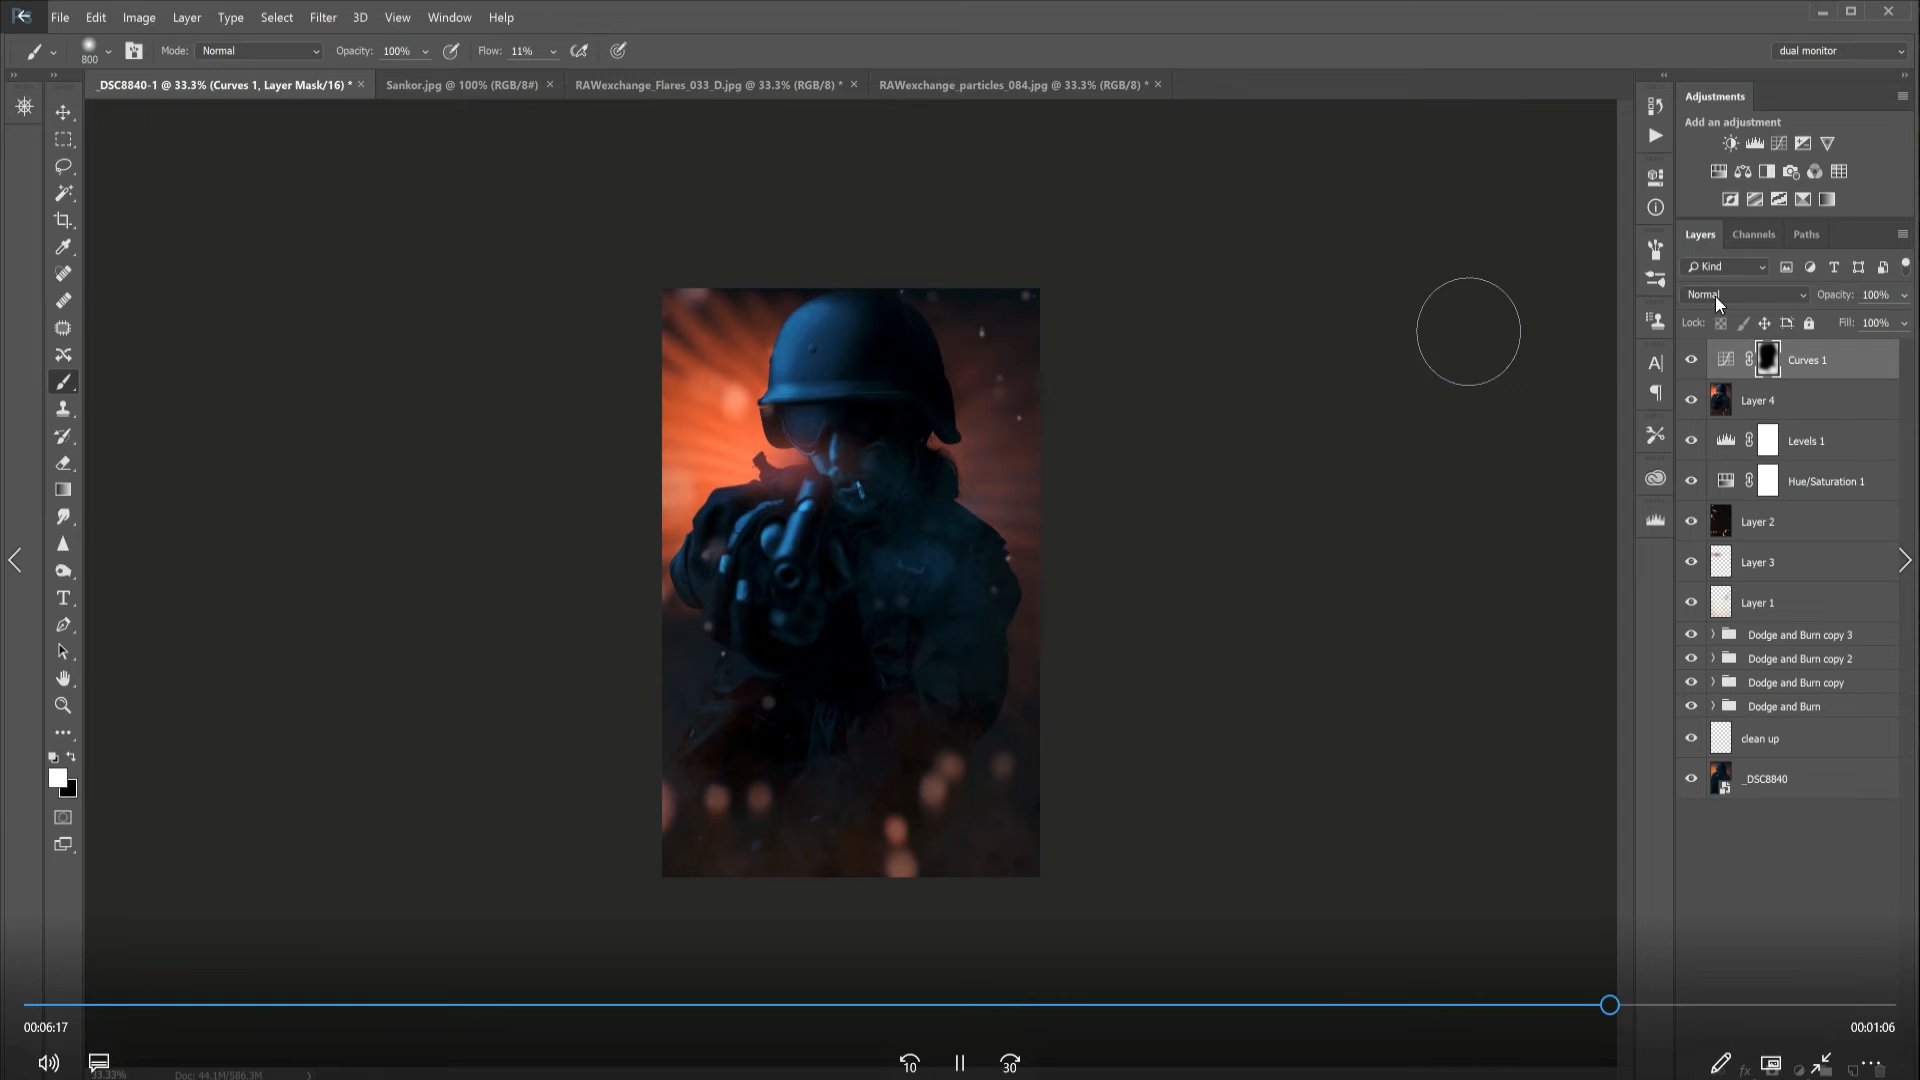 File Edit Image Layer Type Select Filter 3D View Window Help
800 Mode: Normal Opacity: 100% Flow: 11% dual monitor
_DSC8840-1 @ 33.3% (Curves 1, Layer Mask/16) * × Sankor.jpg @ 100% (RGB/8#) × RAWexchange_Flares_033_D.jpg @ 33.3% (RGB/8) * × RAWexchange_particles_084.jpg @ 33.3% (RGB/8) * ×
Adjustments
Add an adjustment
Layers Channels Paths
Kind
Normal Opacity: 100%
Lock: Fill: 100%
Curves 1
Layer 4
Levels 1
Hue/Saturation 1
Layer 2
Layer 3
Layer 1
Dodge and Burn copy 3
Dodge and Burn copy 2
Dodge and Burn copy
Dodge and Burn
clean up
_DSC8840
00:06:17 00:01:06
10 30
33.33% Doc: 44.1M/586.3M
fx